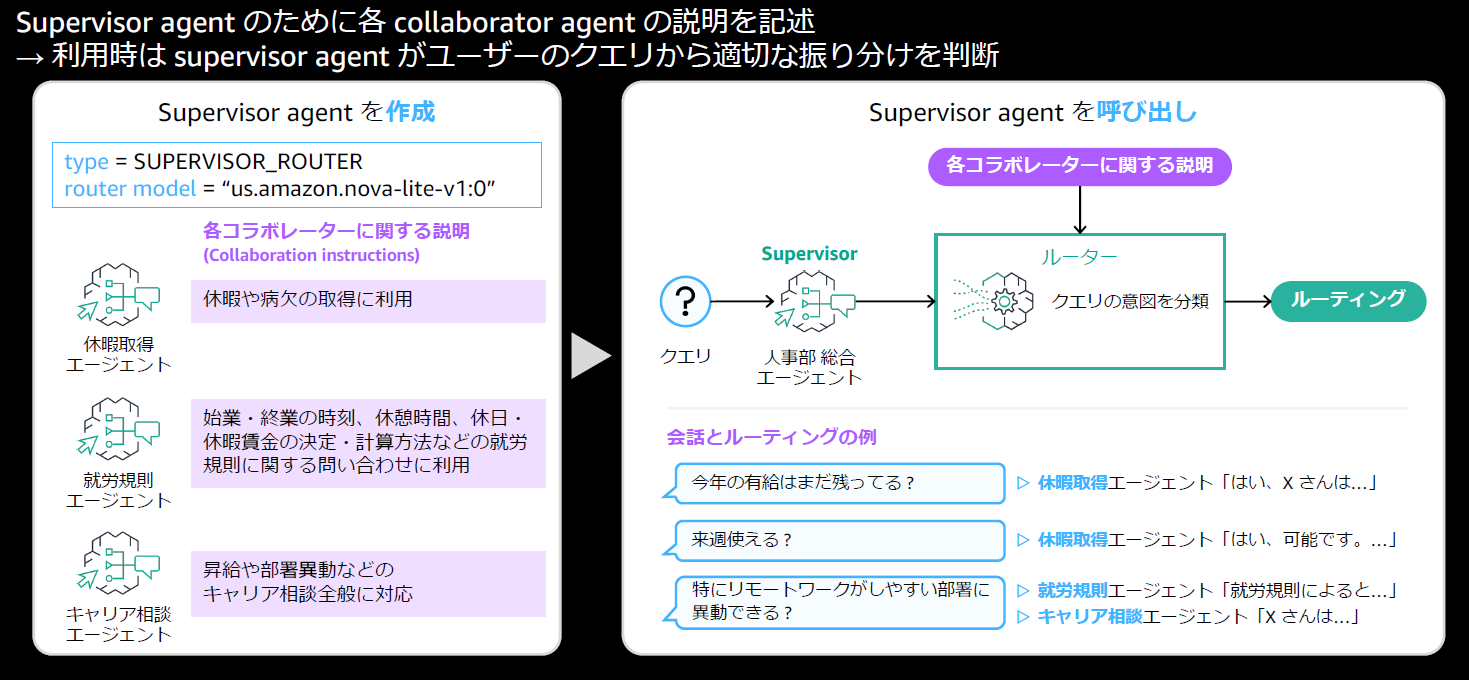 Supervisor agent のために各 collaborator agent の説明を記述
→ 利用時は supervisor agent がユーザーのクエリから適切な振り分けを判断
Supervisor agent を作成
type = SUPERVISOR_ROUTER
router model = “us.amazon.nova-lite-v1:0”
各コラボレーターに関する説明
(Collaboration instructions)
休暇取得
エージェント
休暇や病欠の取得に利用
就労規則
エージェント
始業・終業の時刻、休憩時間、休日・
休暇賃金の決定・計算方法などの就労
規則に関する問い合わせに利用
キャリア相談
エージェント
昇給や部署異動などの
キャリア相談全般に対応
Supervisor agent を呼び出し
各コラボレーターに関する説明
?
クエリ
Supervisor
人事部 総合
エージェント
ルーター
クエリの意図を分類
ルーティング
会話とルーティングの例
今年の有給はまだ残ってる?
▷ 休暇取得エージェント「はい、X さんは…」
来週使える?
▷ 休暇取得エージェント「はい、可能です。…」
特にリモートワークがしやすい部署に
異動できる?
▷ 就労規則エージェント「就労規則によると…」
▷ キャリア相談エージェント「X さんは…」